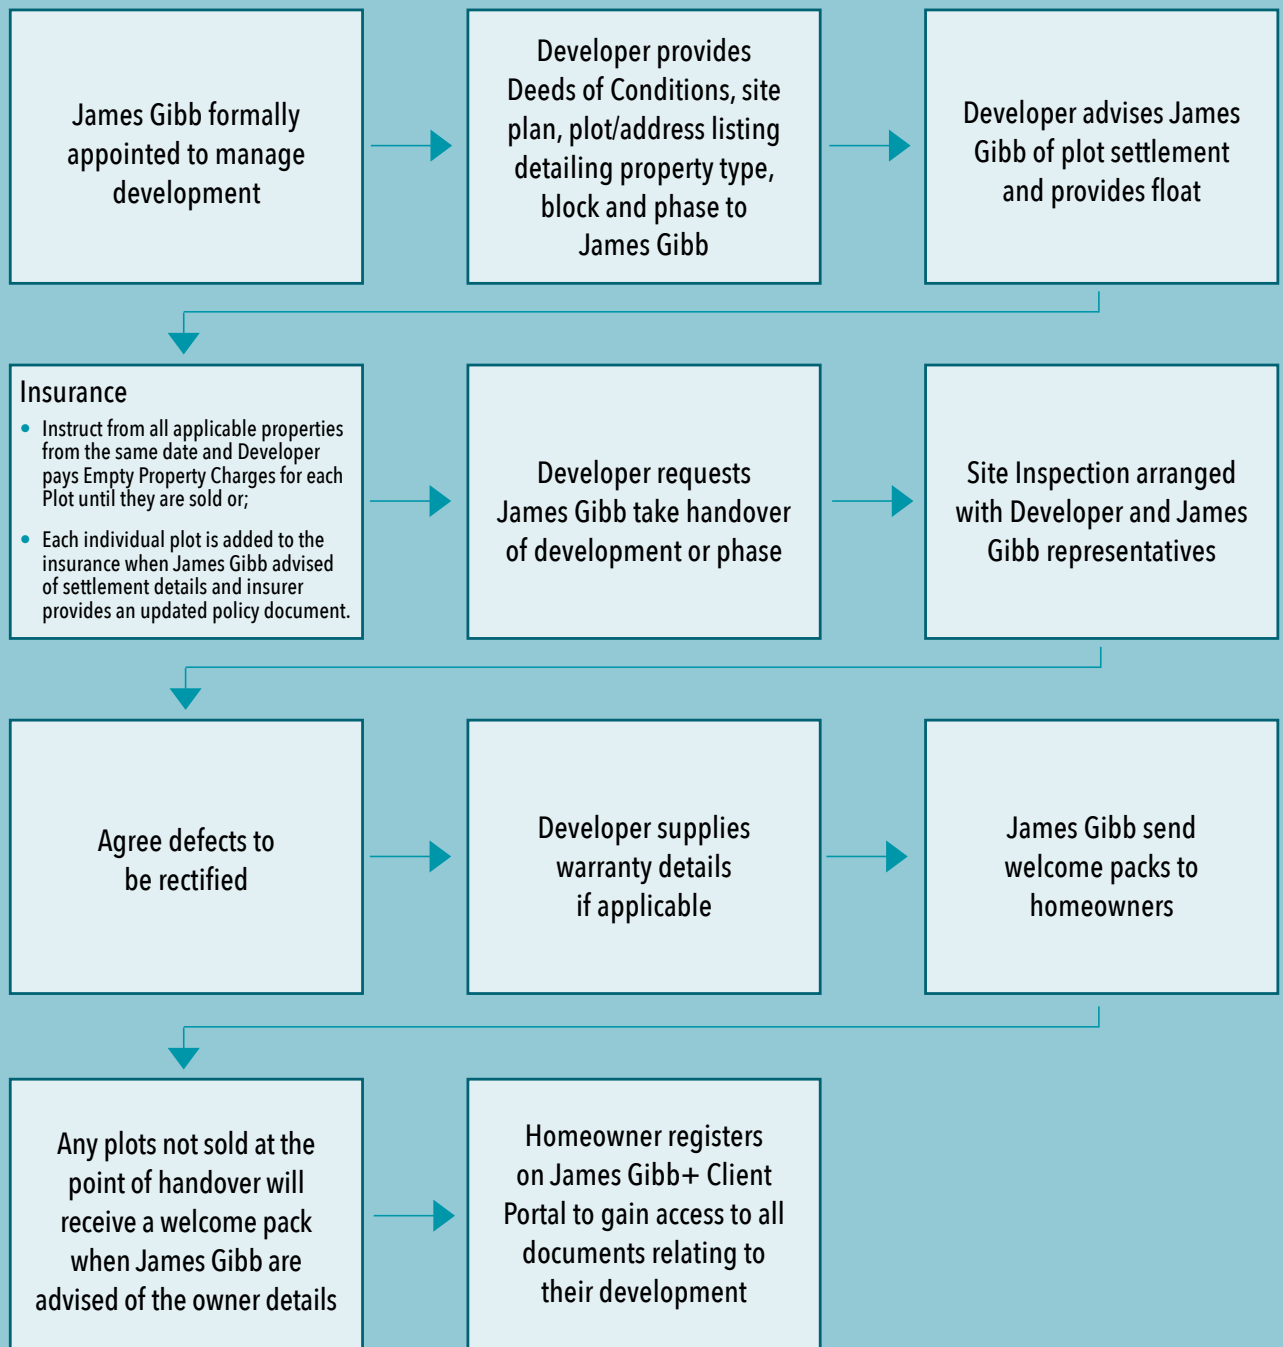 James Gibb formally
appointed to manage
development
Developer provides
Deeds of Conditions, site
plan, plot/address listing
detailing property type,
block and phase to
James Gibb
Developer advises James
Gibb of plot settlement
and provides float
Insurance
• Instruct from all applicable properties
from the same date and Developer
pays Empty Property Charges for each
Plot until they are sold or;
• Each individual plot is added to the
insurance when James Gibb advised
of settlement details and insurer
provides an updated policy document.
Developer requests
James Gibb take handover
of development or phase
Site Inspection arranged
with Developer and James
Gibb representatives
Agree defects to
be rectified
Developer supplies
warranty details
if applicable
James Gibb send
welcome packs to
homeowners
Any plots not sold at the
point of handover will
receive a welcome pack
when James Gibb are
advised of the owner details
Homeowner registers
on James Gibb+ Client
Portal to gain access to all
documents relating to
their development